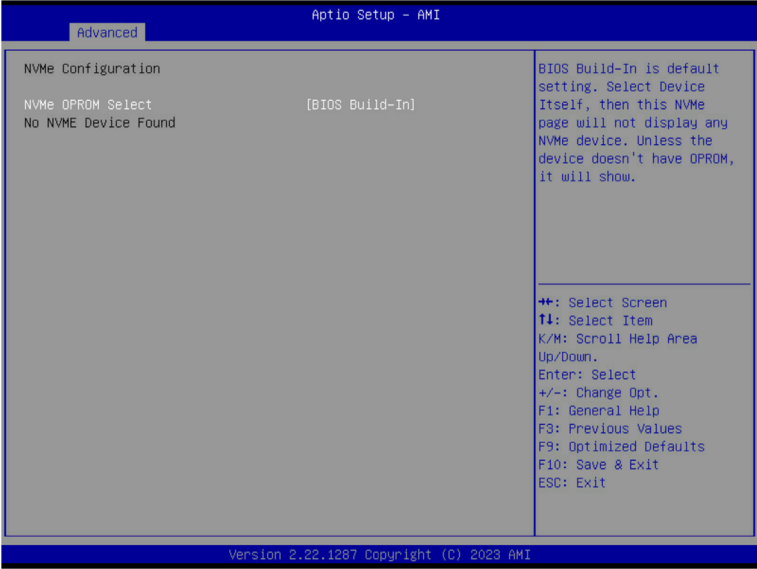 Aptio Setup - AMI
Advanced
NVMe Configuration
NVMe OPROM Select [BIOS Build-In]
No NVME Device Found
BIOS Build-In is default
setting. Select Device
Itself, then this NVMe
page will not display any
NVMe device. Unless the
device doesn't have OPROM,
it will show.
→←: Select Screen
↑↓: Select Item
K/M: Scroll Help Area
Up/Down.
Enter: Select
+/-: Change Opt.
F1: General Help
F3: Previous Values
F9: Optimized Defaults
F10: Save & Exit
ESC: Exit
Version 2.22.1287 Copyright (C) 2023 AMI